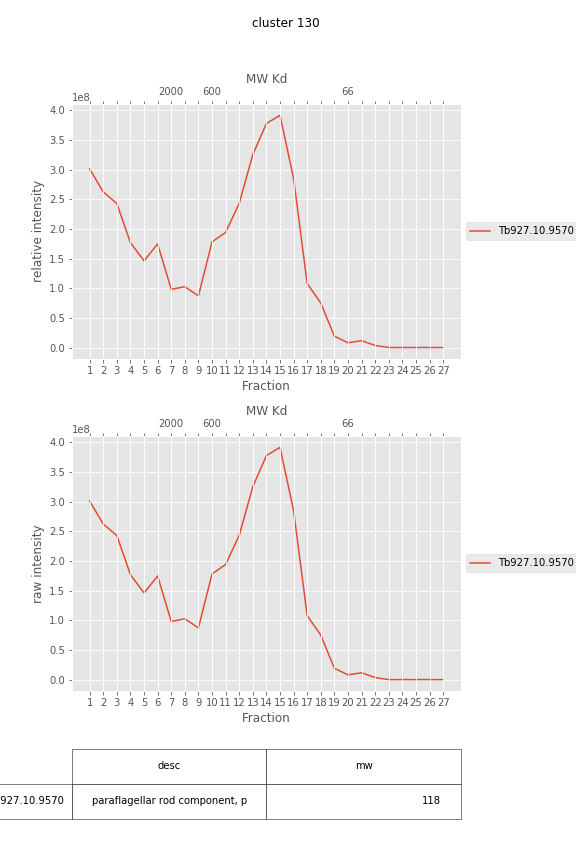 cluster 130
MW Kd
2000 600 66
1e8
4.0
3.5
3.0
2.5
2.0
1.5
1.0
0.5
0.0
relative intensity
Tb927.10.9570
1 2 3 4 5 6 7 8 9 10 11 12 13 14 15 16 17 18 19 20 21 22 23 24 25 26 27
Fraction
MW Kd
2000 600 66
1e8
4.0
3.5
3.0
2.5
2.0
1.5
1.0
0.5
0.0
raw intensity
Tb927.10.9570
1 2 3 4 5 6 7 8 9 10 11 12 13 14 15 16 17 18 19 20 21 22 23 24 25 26 27
Fraction
desc mw
927.10.9570 paraflagellar rod component, p 118